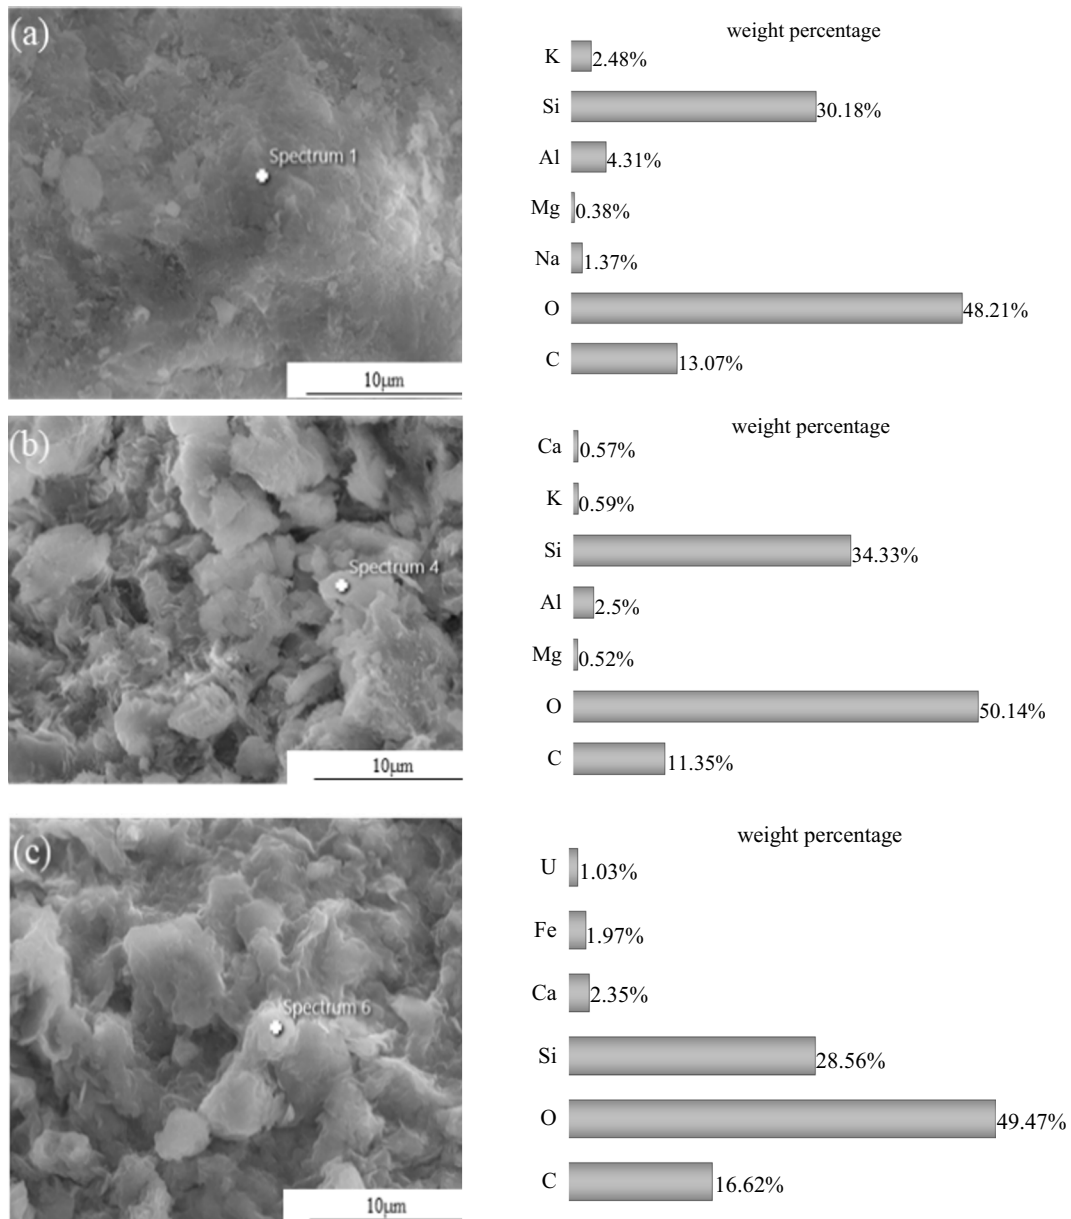 (a)
Spectrum 1
10μm
weight percentage
K 2.48%
Si 30.18%
Al 4.31%
Mg 0.38%
Na 1.37%
O 48.21%
C 13.07%
(b)
Spectrum 4
10μm
weight percentage
Ca 0.57%
K 0.59%
Si 34.33%
Al 2.5%
Mg 0.52%
O 50.14%
C 11.35%
(c)
Spectrum 6
10μm
weight percentage
U 1.03%
Fe 1.97%
Ca 2.35%
Si 28.56%
O 49.47%
C 16.62%